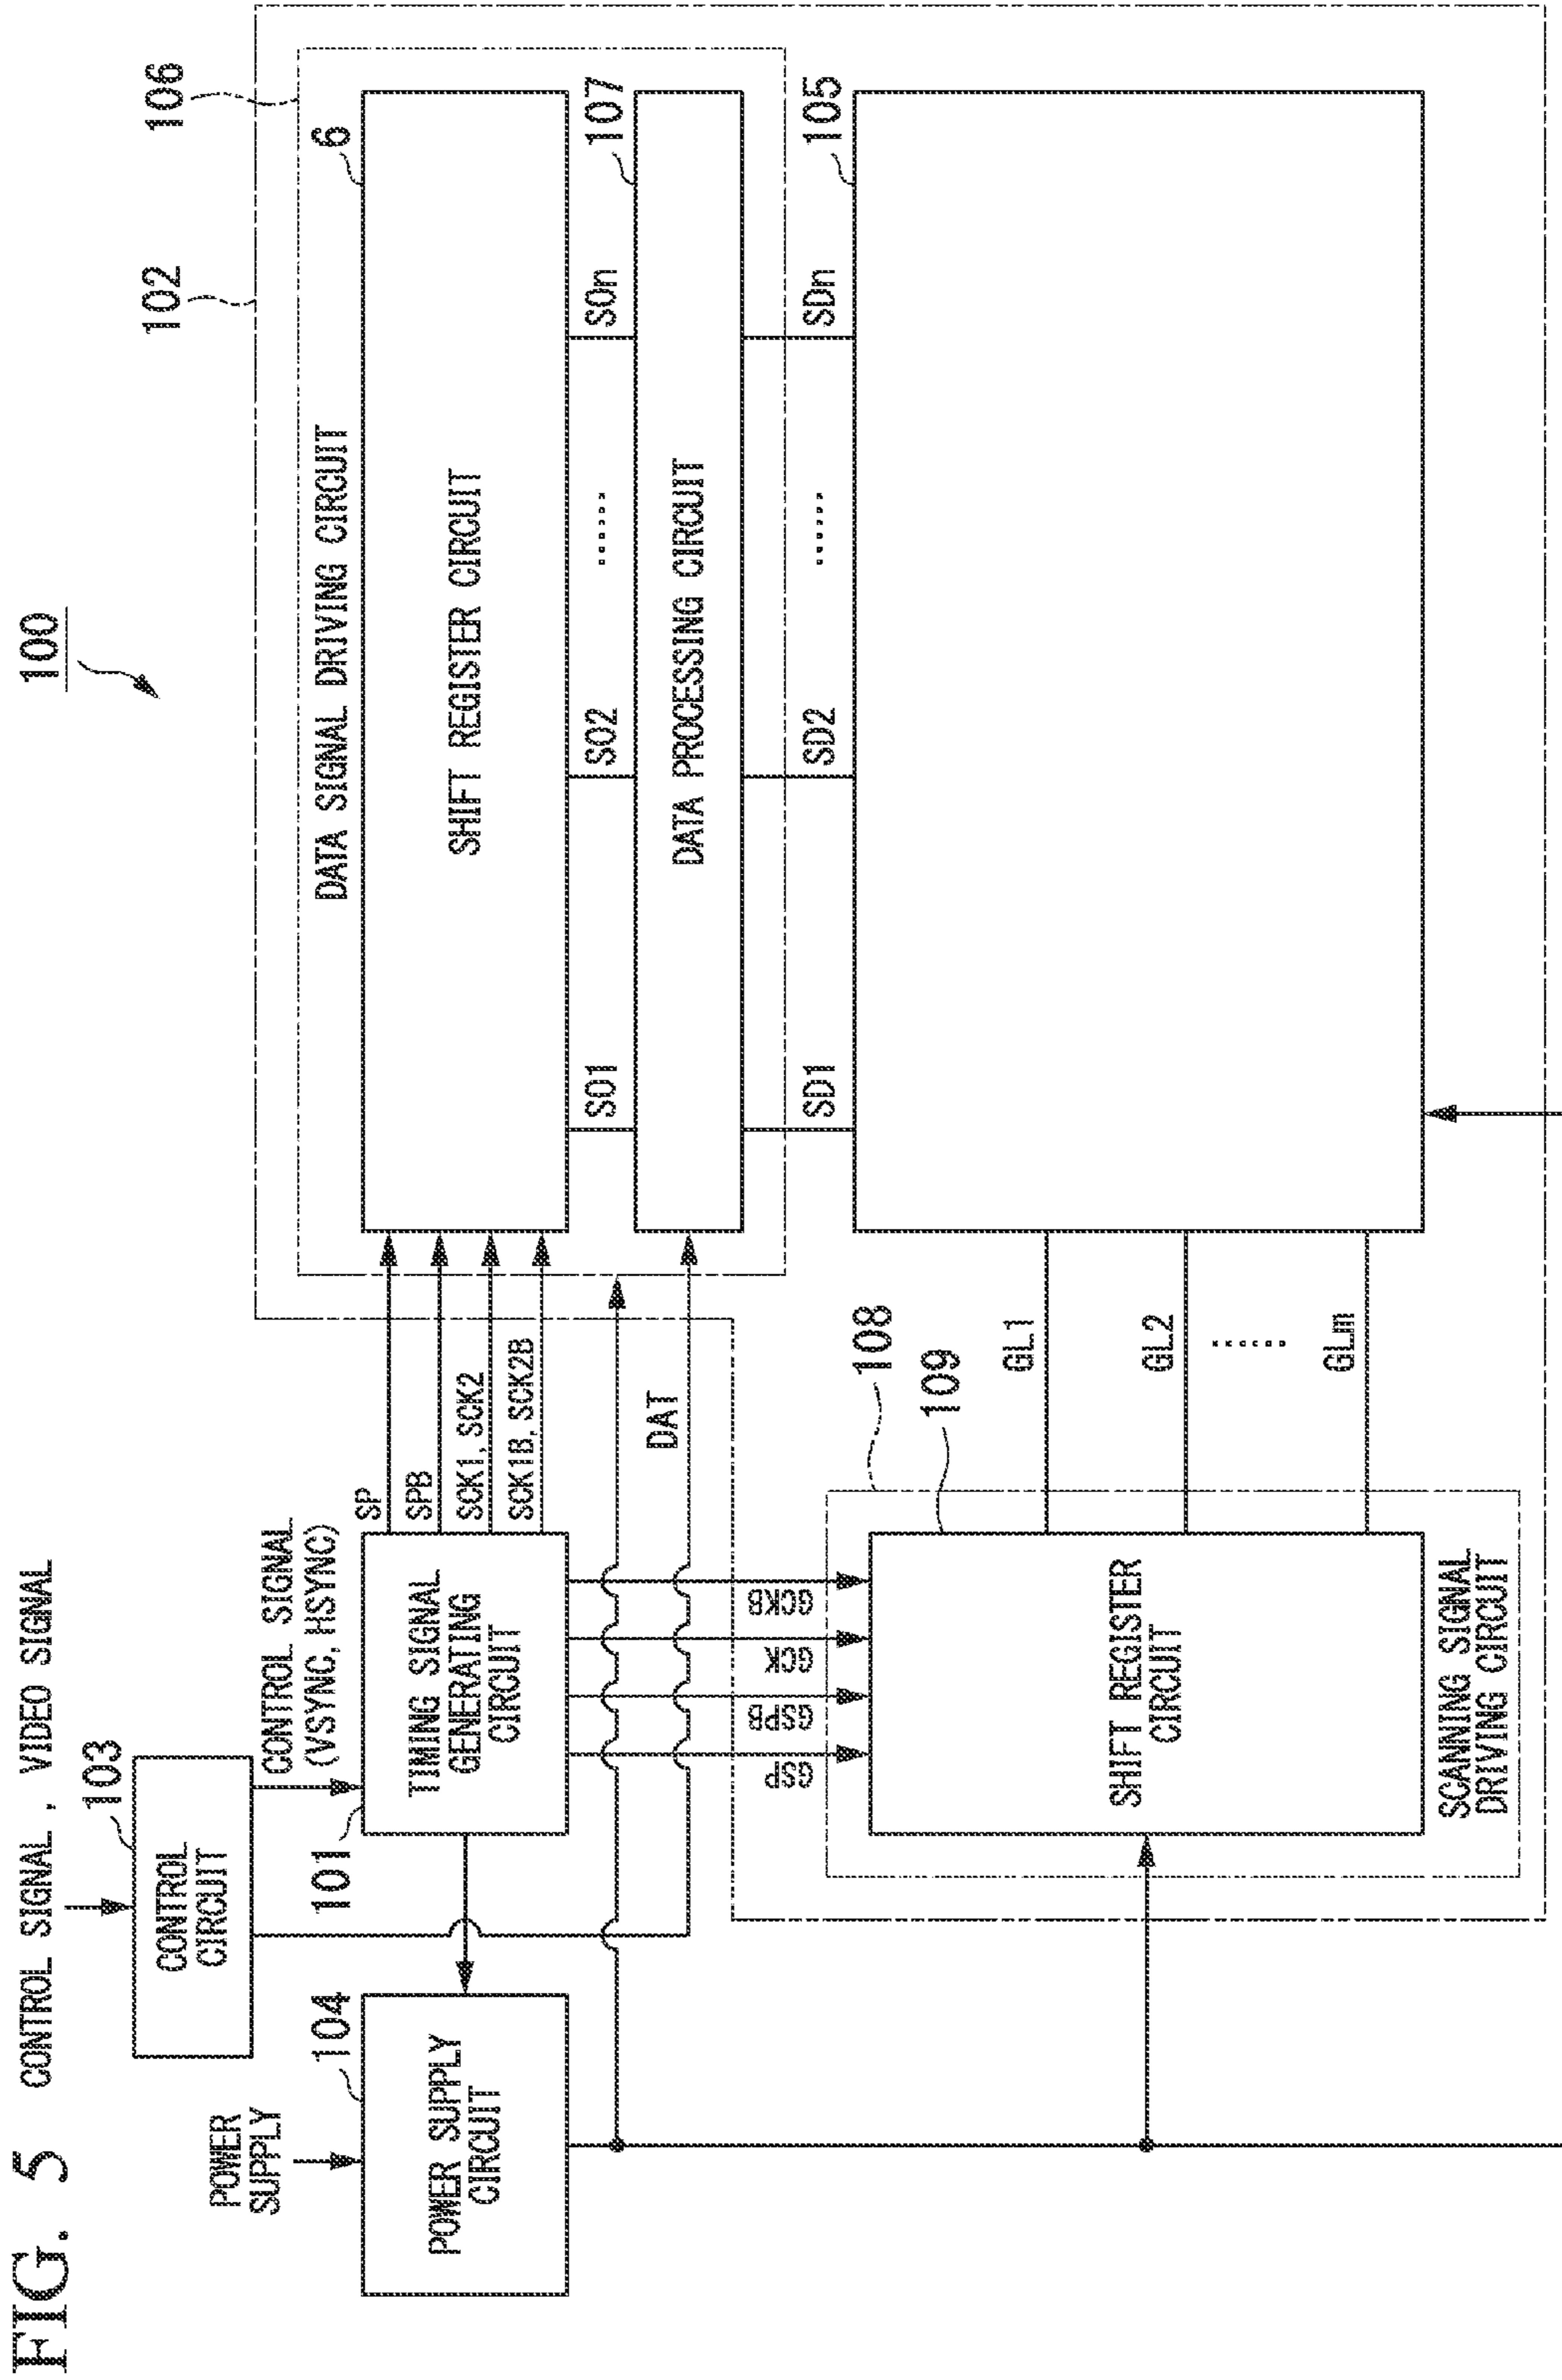 FIG. 5
CONTROL SIGNAL , VIDEO SIGNAL
100
103
CONTROL
CIRCUIT
102
106
POWER
SUPPLY
CONTROL SIGNAL
(VSYNC, HSYNC)
104
101
DATA SIGNAL DRIVING CIRCUIT
6
POWER SUPPLY
CIRCUIT
TIMING SIGNAL
GENERATING
CIRCUIT
SP
SPB
SCK1, SCK2
SCK1B, SCK2B
SHIFT REGISTER CIRCUIT
SO1
SO2
......
SOn
107
DAT
DATA PROCESSING CIRCUIT
GSP
GSPB
GCK
GCKB
SD1
SD2
......
SDn
105
108
109
SHIFT REGISTER
CIRCUIT
GL1
GL2
......
GLm
SCANNING SIGNAL
DRIVING CIRCUIT